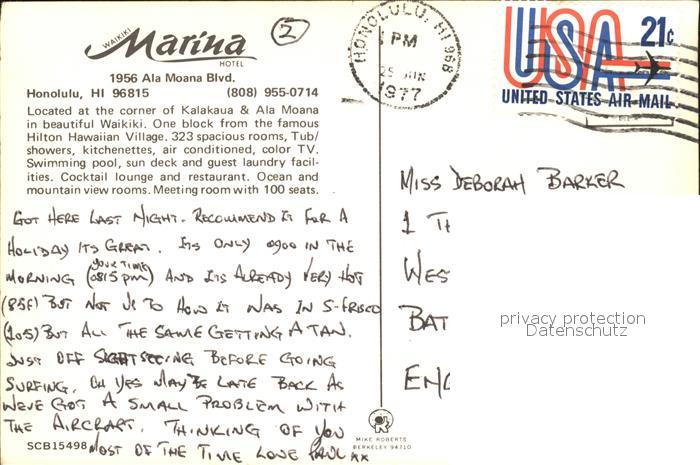 WAIKIKI
Marina
HOTEL
2
1956 Ala Moana Blvd.
Honolulu, HI 96815 (808) 955-0714
Located at the corner of Kalakaua & Ala Moana
in beautiful Waikiki. One block from the famous
Hilton Hawaiian Village. 323 spacious rooms, Tub/
showers, kitchenettes, air conditioned, color TV.
Swimming pool, sun deck and guest laundry facil-
ities. Cocktail lounge and restaurant. Ocean and
mountain view rooms. Meeting room with 100 seats.
GOT HERE LAST NIGHT. RECOMMEND IT FOR A
HOLIDAY ITS GREAT. ITS ONLY 0900 IN THE
YOUR TIME
MORNING (0815 pm) AND ITS ALREADY VERY HOT
(85F) BUT NOT UP TO HOW IT WAS IN S-FRISCO
(105) BUT ALL THE SAME GETTING A TAN.
JUST OFF SIGHTSEEING BEFORE GOING
SURFING. OH YES MAY BE LATE BACK AS
WEVE GOT A SMALL PROBLEM WITH
THE AIRCRAFT. THINKING OF YOU
MOST OF THE TIME LOVE PAUL xx
SCB15498
HONOLULU, HI 968
PM
29 JUN
1977
USA 21c
UNITED STATES AIR MAIL
MISS DEBORAH BARKER
1 TH
WES
BAT
ENG
privacy protection
Datenschutz
MIKE ROBERTS
BERKELEY 94710